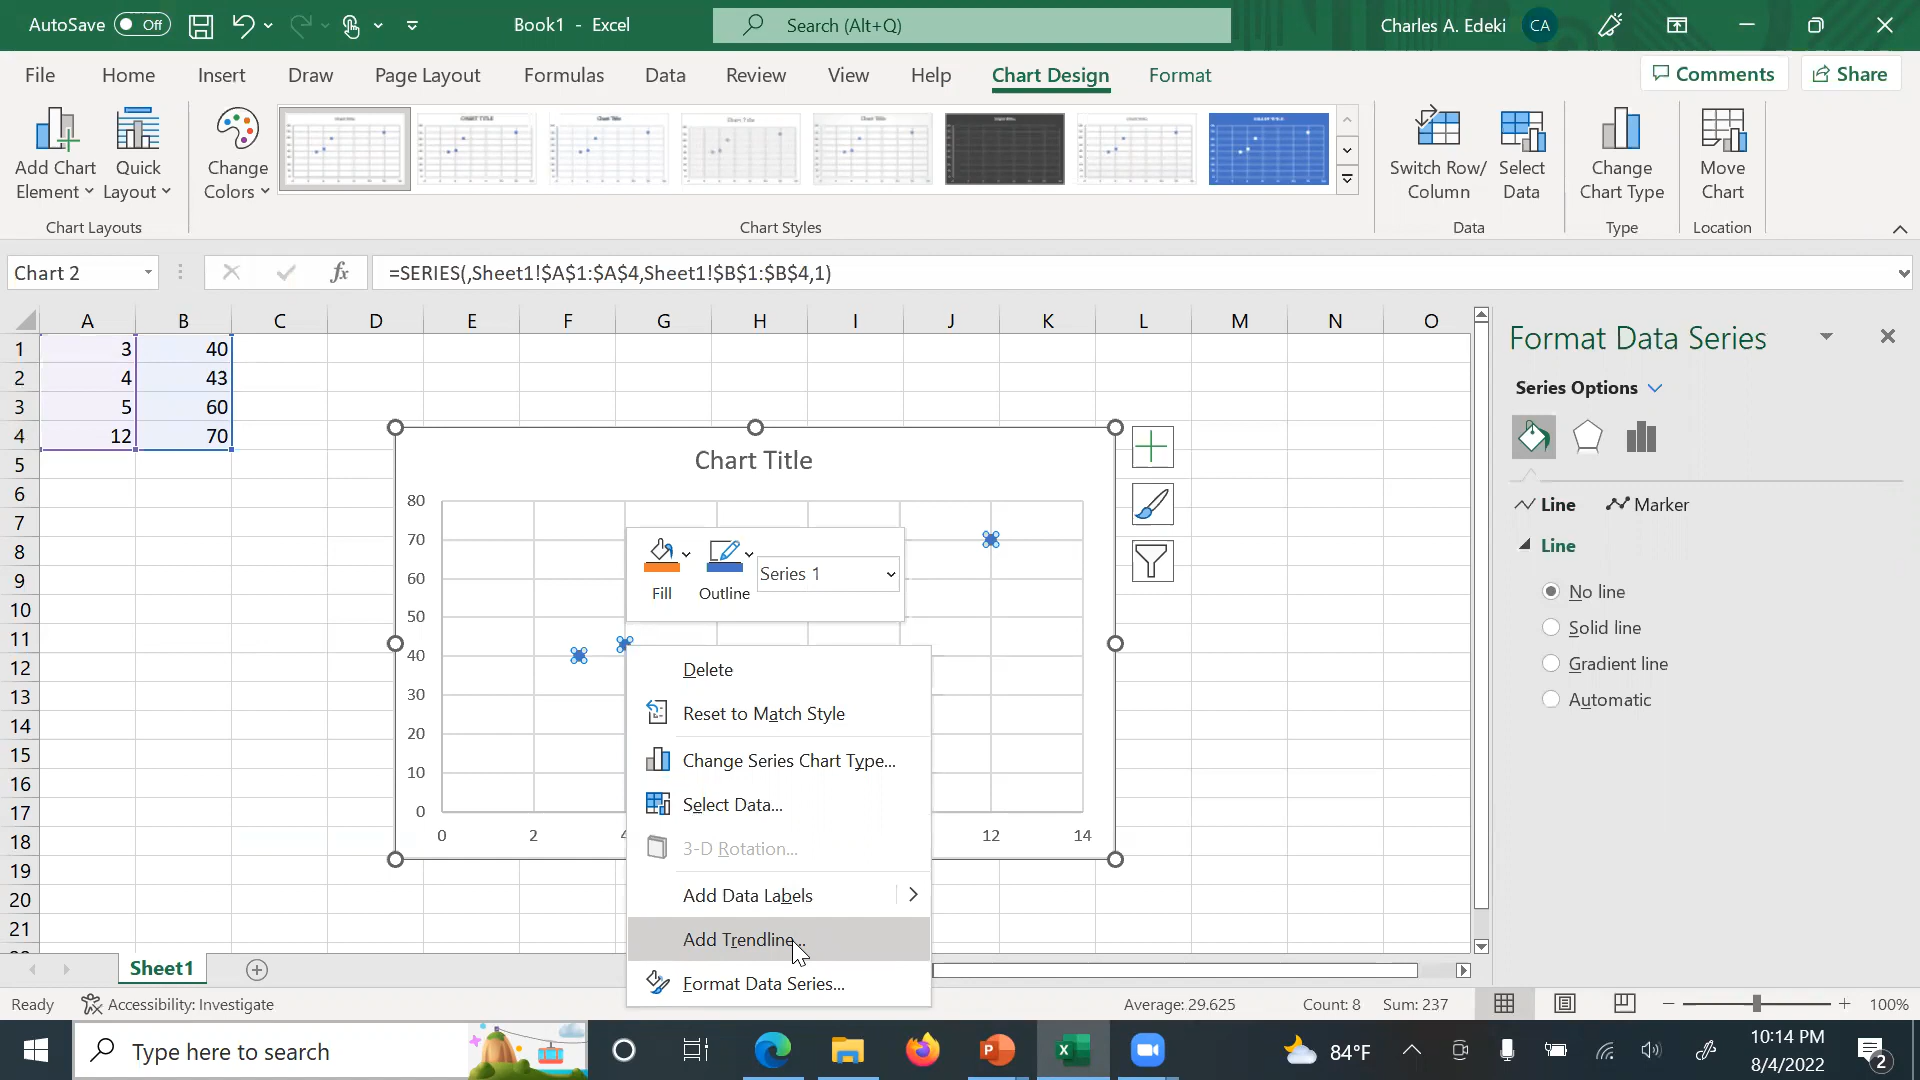 AutoSave Off Book1 - Excel Search (Alt+Q) Charles A. Edeki CA
File Home Insert Draw Page Layout Formulas Data Review View Help Chart Design Format Comments Share
Add Chart Element
Quick Layout
Change Colors
Switch Row/ Column
Select Data
Change Chart Type
Move Chart
Chart Layouts Chart Styles Data Type Location
Chart 2 fx =SERIES(,Sheet1!$A$1:$A$4,Sheet1!$B$1:$B$4,1)
A B C D E F G H I J K L M N O
1 3 40
2 4 43
3 5 60
4 12 70
5
6
7
8
9
10
11
12
13
14
15
16
17
18
19
20
21
Chart Title
80
70
60
50
40
30
20
10
0
0 2 4 12 14
Fill Outline Series 1
Delete
Reset to Match Style
Change Series Chart Type...
Select Data...
3-D Rotation...
Add Data Labels
Add Trendline...
Format Data Series...
Format Data Series
Series Options
Line Marker
Line
No line
Solid line
Gradient line
Automatic
Sheet1
Ready Accessibility: Investigate Average: 29.625 Count: 8 Sum: 237 100%
Type here to search 84°F 10:14 PM
8/4/2022 2